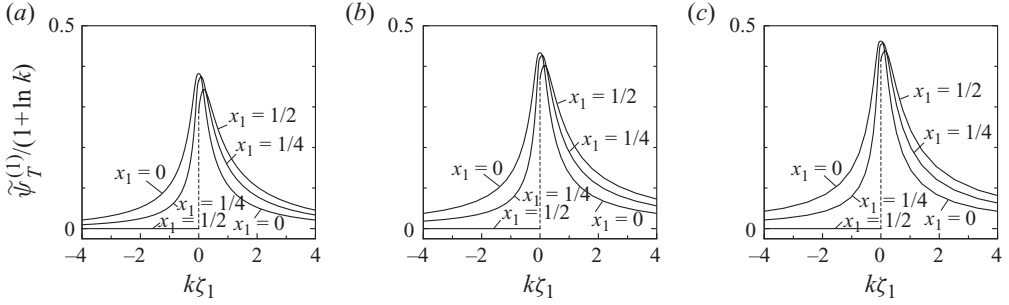 (a)
(b)
(c)
ψ̃_T^(1)/(1+ ln k)
0.5
0
x₁ = 1/2
x₁ = 1/4
x₁ = 0
x₁ = 1/4
x₁ = 1/2
x₁ = 0
–4 –2 0 2 4
kζ₁
0.5
0
x₁ = 1/2
x₁ = 1/4
x₁ = 0
x₁ = 1/4
x₁ = 1/2
x₁ = 0
–4 –2 0 2 4
kζ₁
0.5
0
x₁ = 1/2
x₁ = 1/4
x₁ = 0
x₁ = 1/4
x₁ = 1/2
x₁ = 0
–4 –2 0 2 4
kζ₁